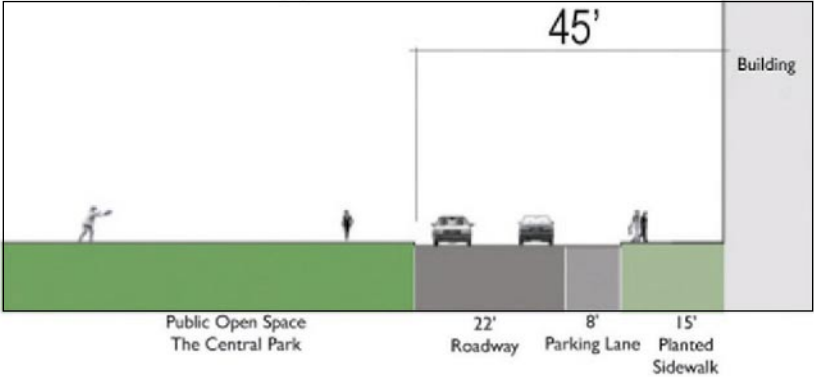 45'
Building
Public Open Space
The Central Park
22'
Roadway
8'
Parking Lane
15'
Planted
Sidewalk